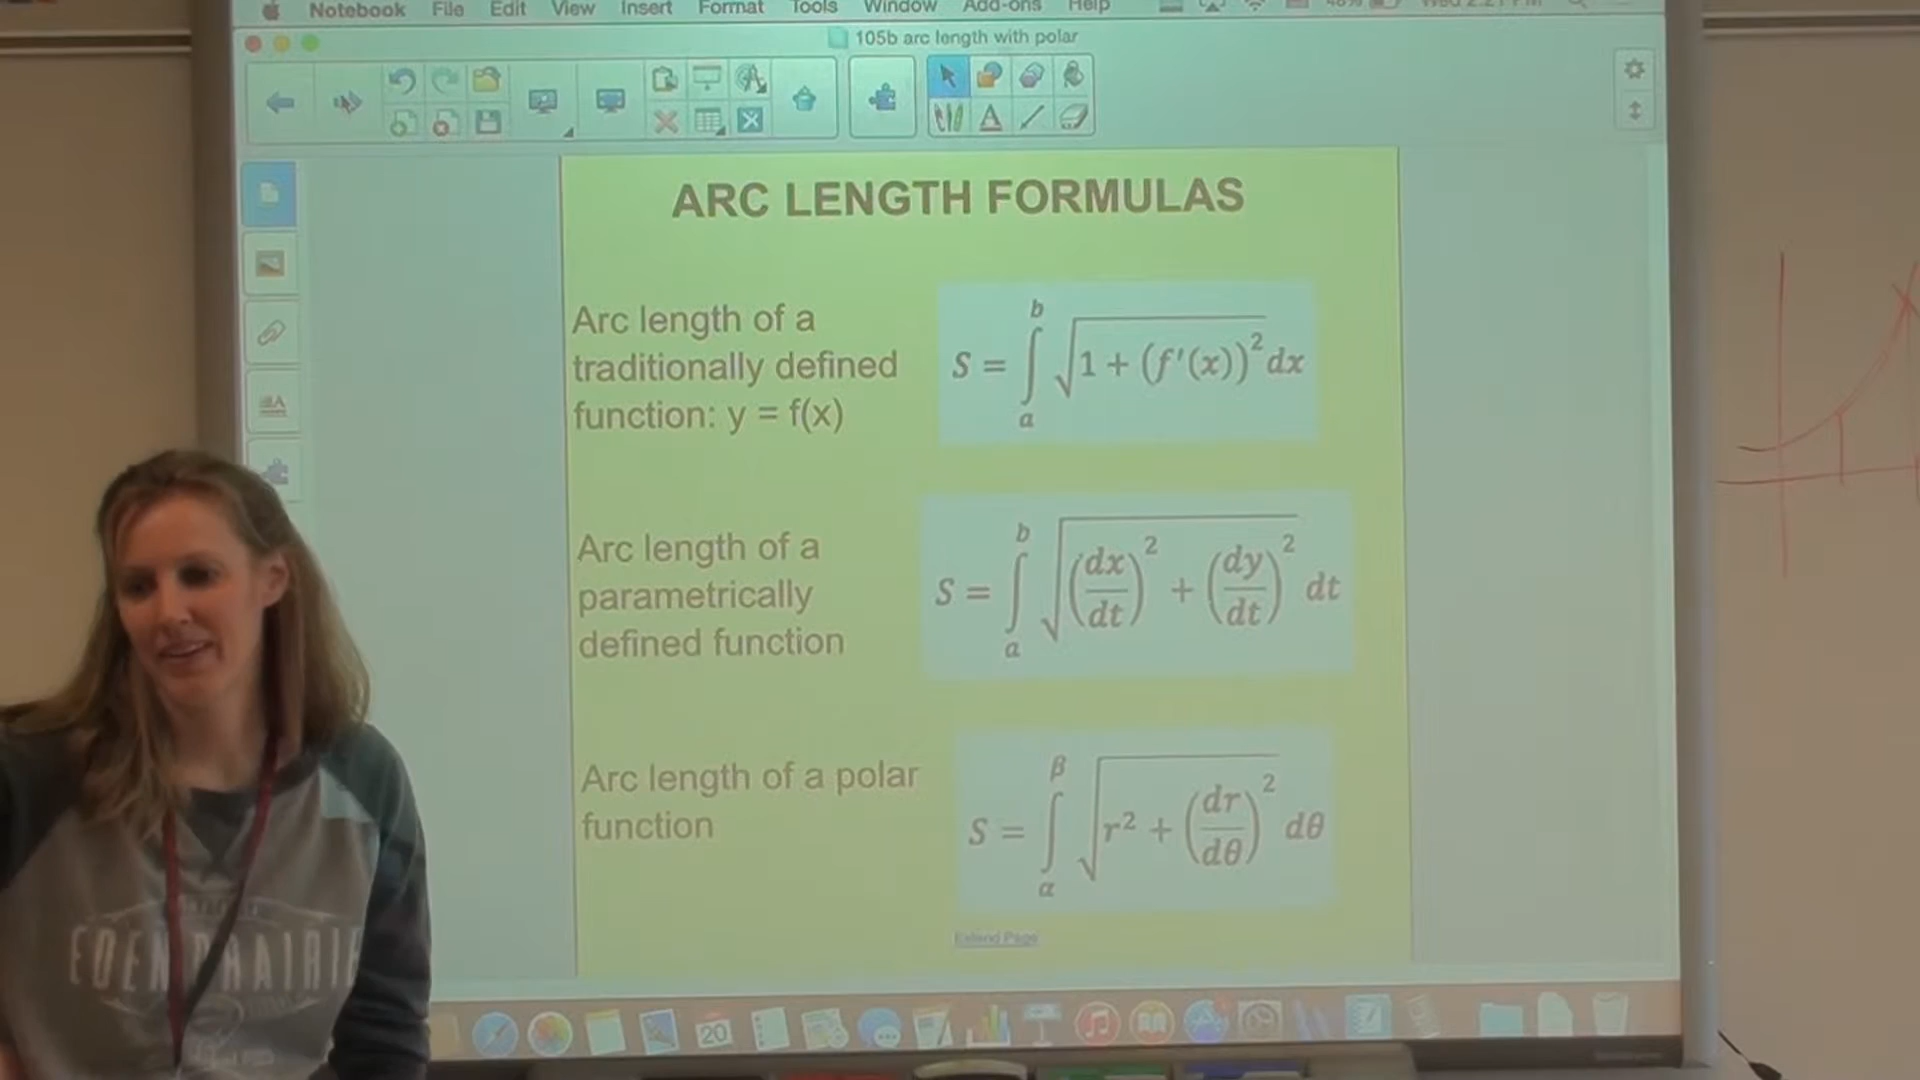 Notebook File Edit View Insert Format Tools Window Add-ons Help
105b arc length with polar
ARC LENGTH FORMULAS
Arc length of a
traditionally defined
function: y = f(x)
S = ∫_a^b √(1 + (f'(x))²) dx
Arc length of a
parametrically
defined function
S = ∫_a^b √((dx/dt)² + (dy/dt)²) dt
Arc length of a polar
function
S = ∫_α^β √(r² + (dr/dθ)²) dθ
Extend Page
20
EDEN PRAIRIE